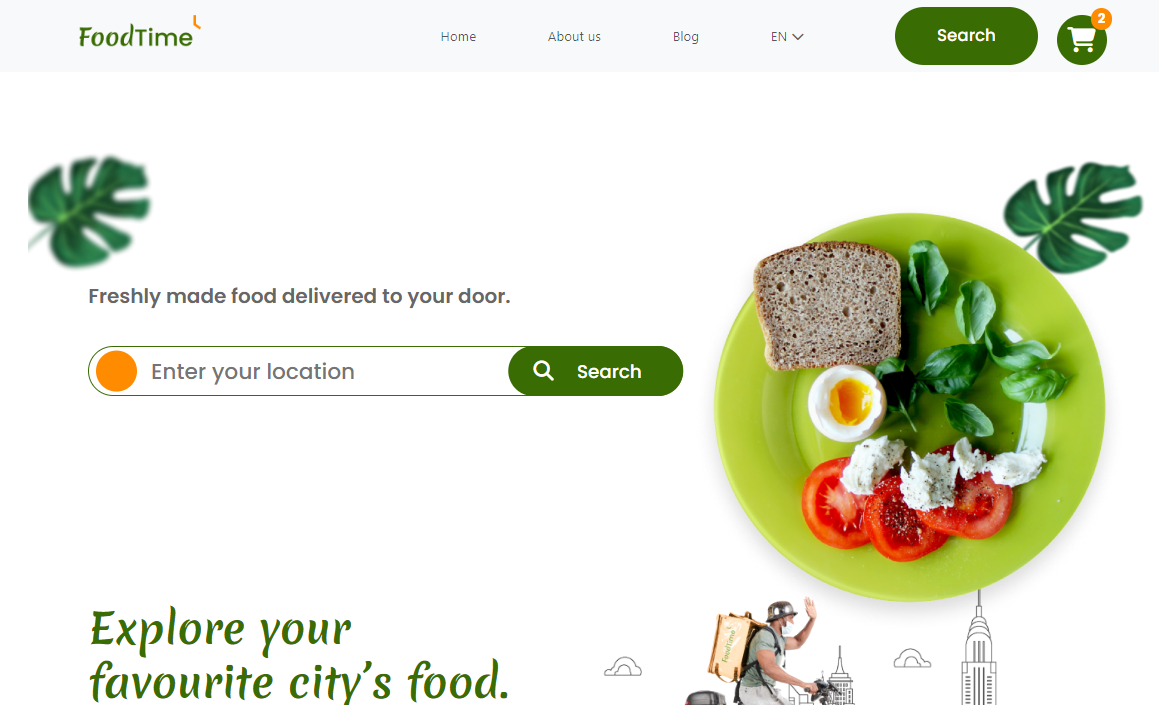 FoodTime
Home
About us
Blog
EN
Search
2
Freshly made food delivered to your door.
Enter your location
Search
Explore your
favourite city's food.
FoodTime